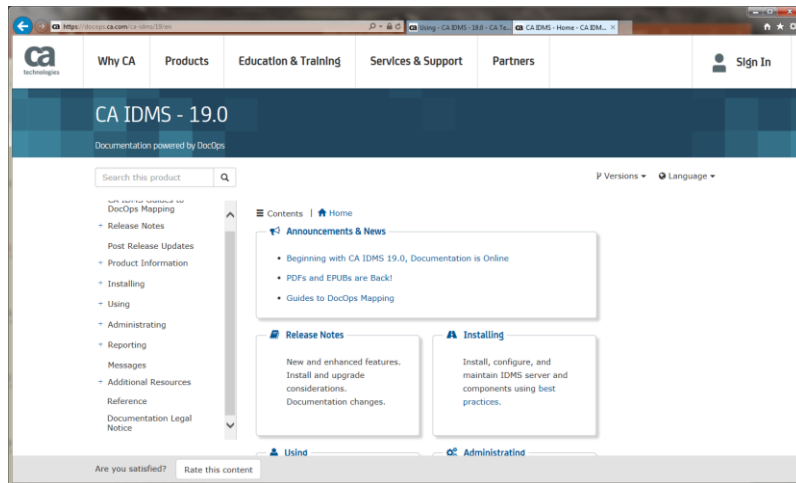 https://docops.ca.com/ca-idms/19/en
Using - CA IDMS - 19.0 - CA Te...
CA IDMS - Home - CA IDM...
ca
technologies
Why CA
Products
Education & Training
Services & Support
Partners
Sign In
CA IDMS - 19.0
Documentation powered by DocOps
Search this product
Versions
Language
CA IDMS Guides to
DocOps Mapping
Release Notes
Post Release Updates
Product Information
Installing
Using
Administrating
Reporting
Messages
Additional Resources
Reference
Documentation Legal
Notice
Contents | Home
Announcements & News
• Beginning with CA IDMS 19.0, Documentation is Online
• PDFs and EPUBs are Back!
• Guides to DocOps Mapping
Release Notes
New and enhanced features.
Install and upgrade
considerations.
Documentation changes.
Installing
Install, configure, and
maintain IDMS server and
components using best
practices.
Using
Administrating
Are you satisfied?
Rate this content